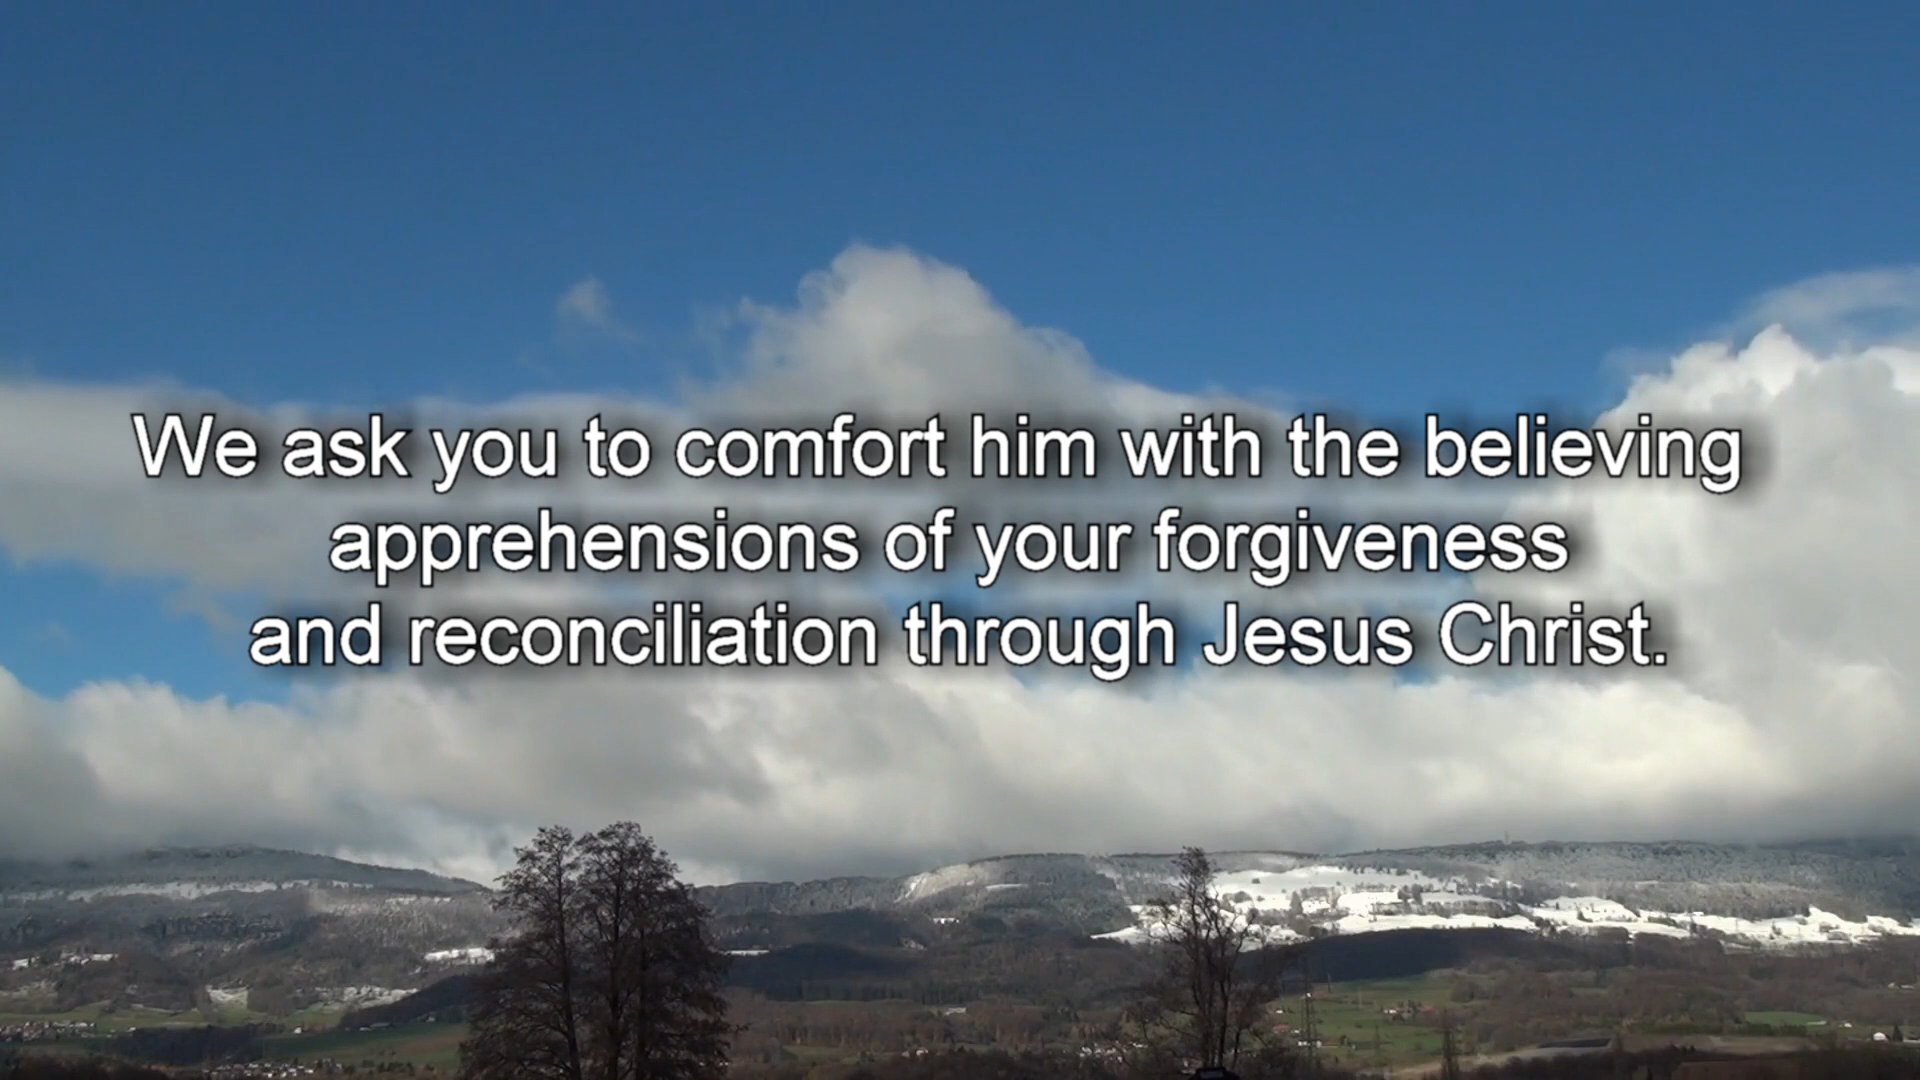 We ask you to comfort him with the believing
apprehensions of your forgiveness
and reconciliation through Jesus Christ.